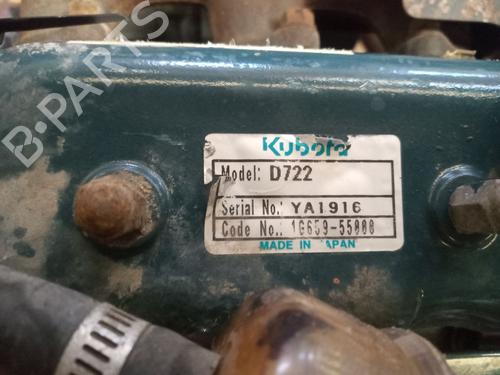 B-PARTS
Kubota
Model: D722
Serial No.: YA1916
Code No.: 1G659-55000
MADE IN JAPAN